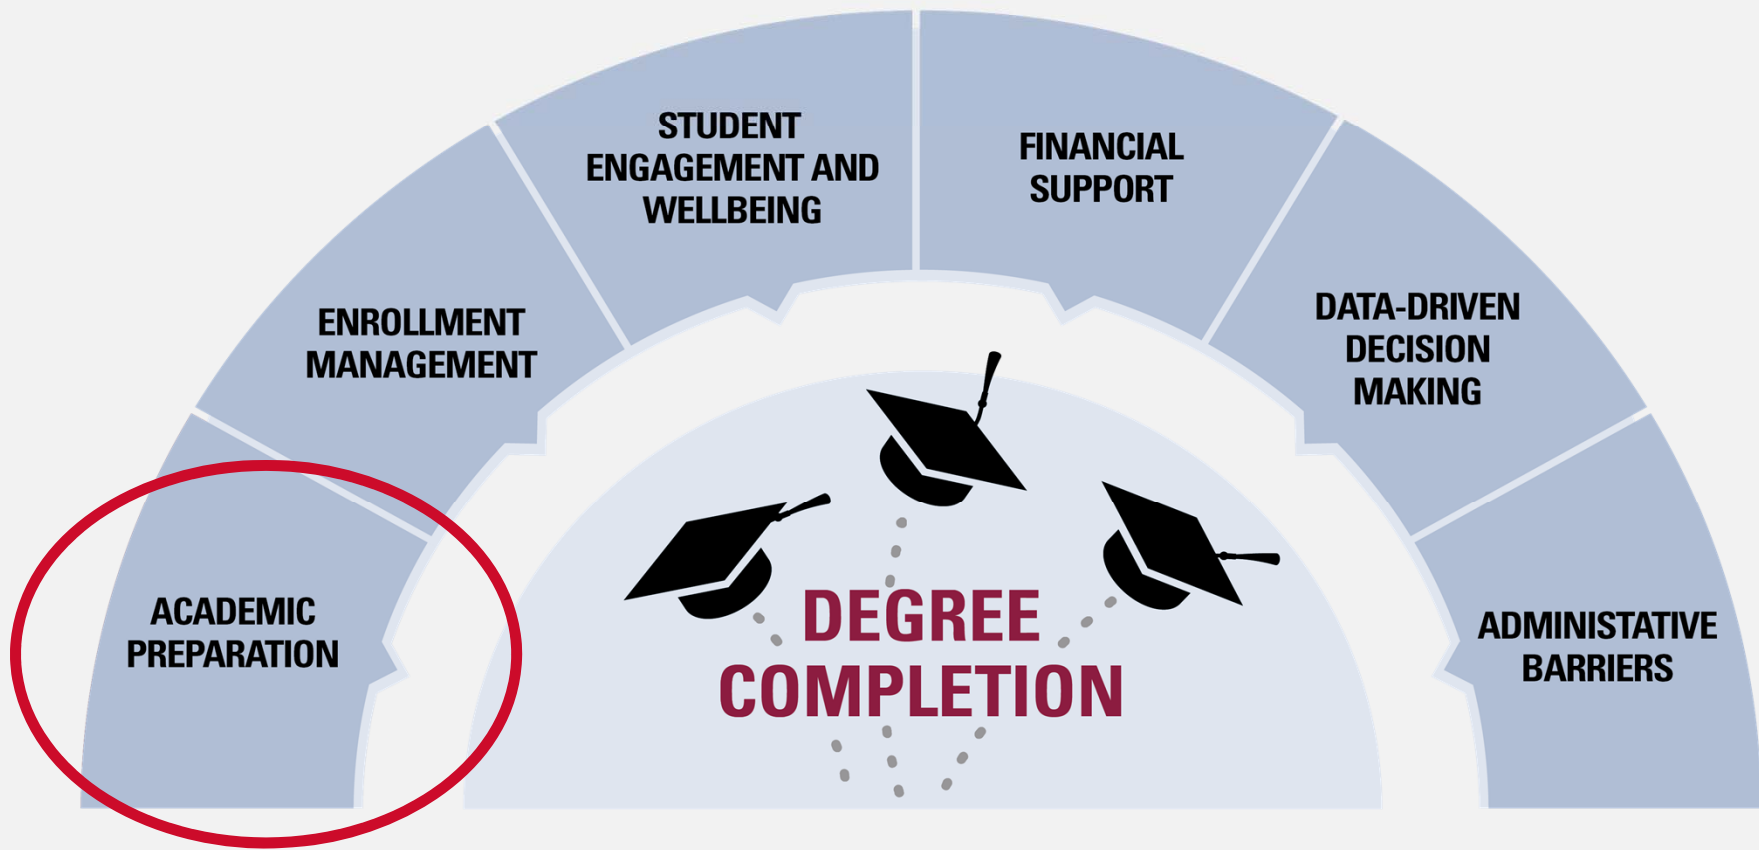 ACADEMIC
PREPARATION
ENROLLMENT
MANAGEMENT
STUDENT
ENGAGEMENT AND
WELLBEING
FINANCIAL
SUPPORT
DATA-DRIVEN
DECISION
MAKING
ADMINISTATIVE
BARRIERS
DEGREE
COMPLETION